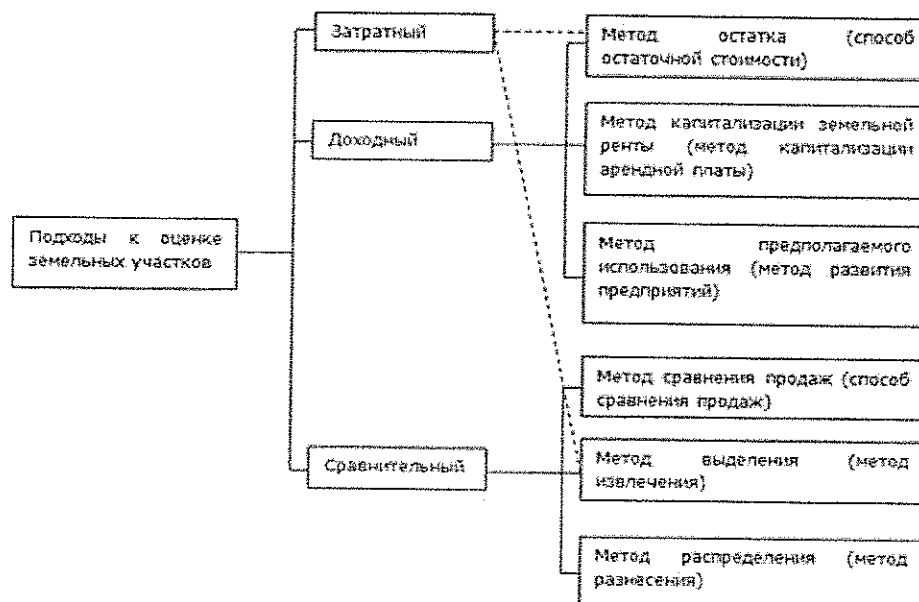 Подходы к оценке
земельных участков
Затратный
Доходный
Сравнительный
Метод остатка (способ
остаточной стоимости)
Метод капитализации земельной
ренты (метод капитализации
арендной платы)
Метод предполагаемого
использования (метод развития
предприятий)
Метод сравнения продаж (способ
сравнения продаж)
Метод выделения (метод
извлечения)
Метод распределения (метод
разнесения)